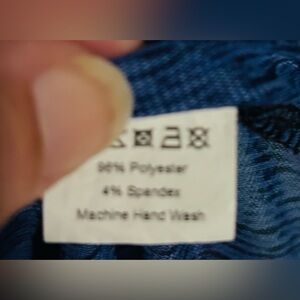 96% Polyester
4% Spandex
Machine Hand Wash